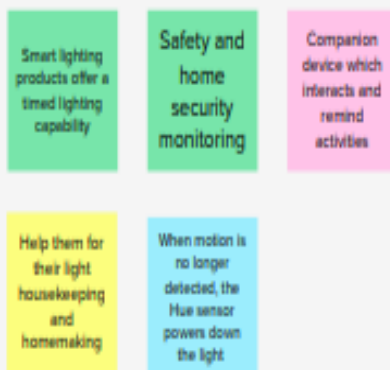 Smart lighting
products offer a
timed lighting
capability
Safety and
home
security
monitoring
Companion
device which
interacts and
remind
activities
Help them for
their light
housekeeping
and
homemaking
When motion is
no longer
detected, the
Hue sensor
powers down
the light